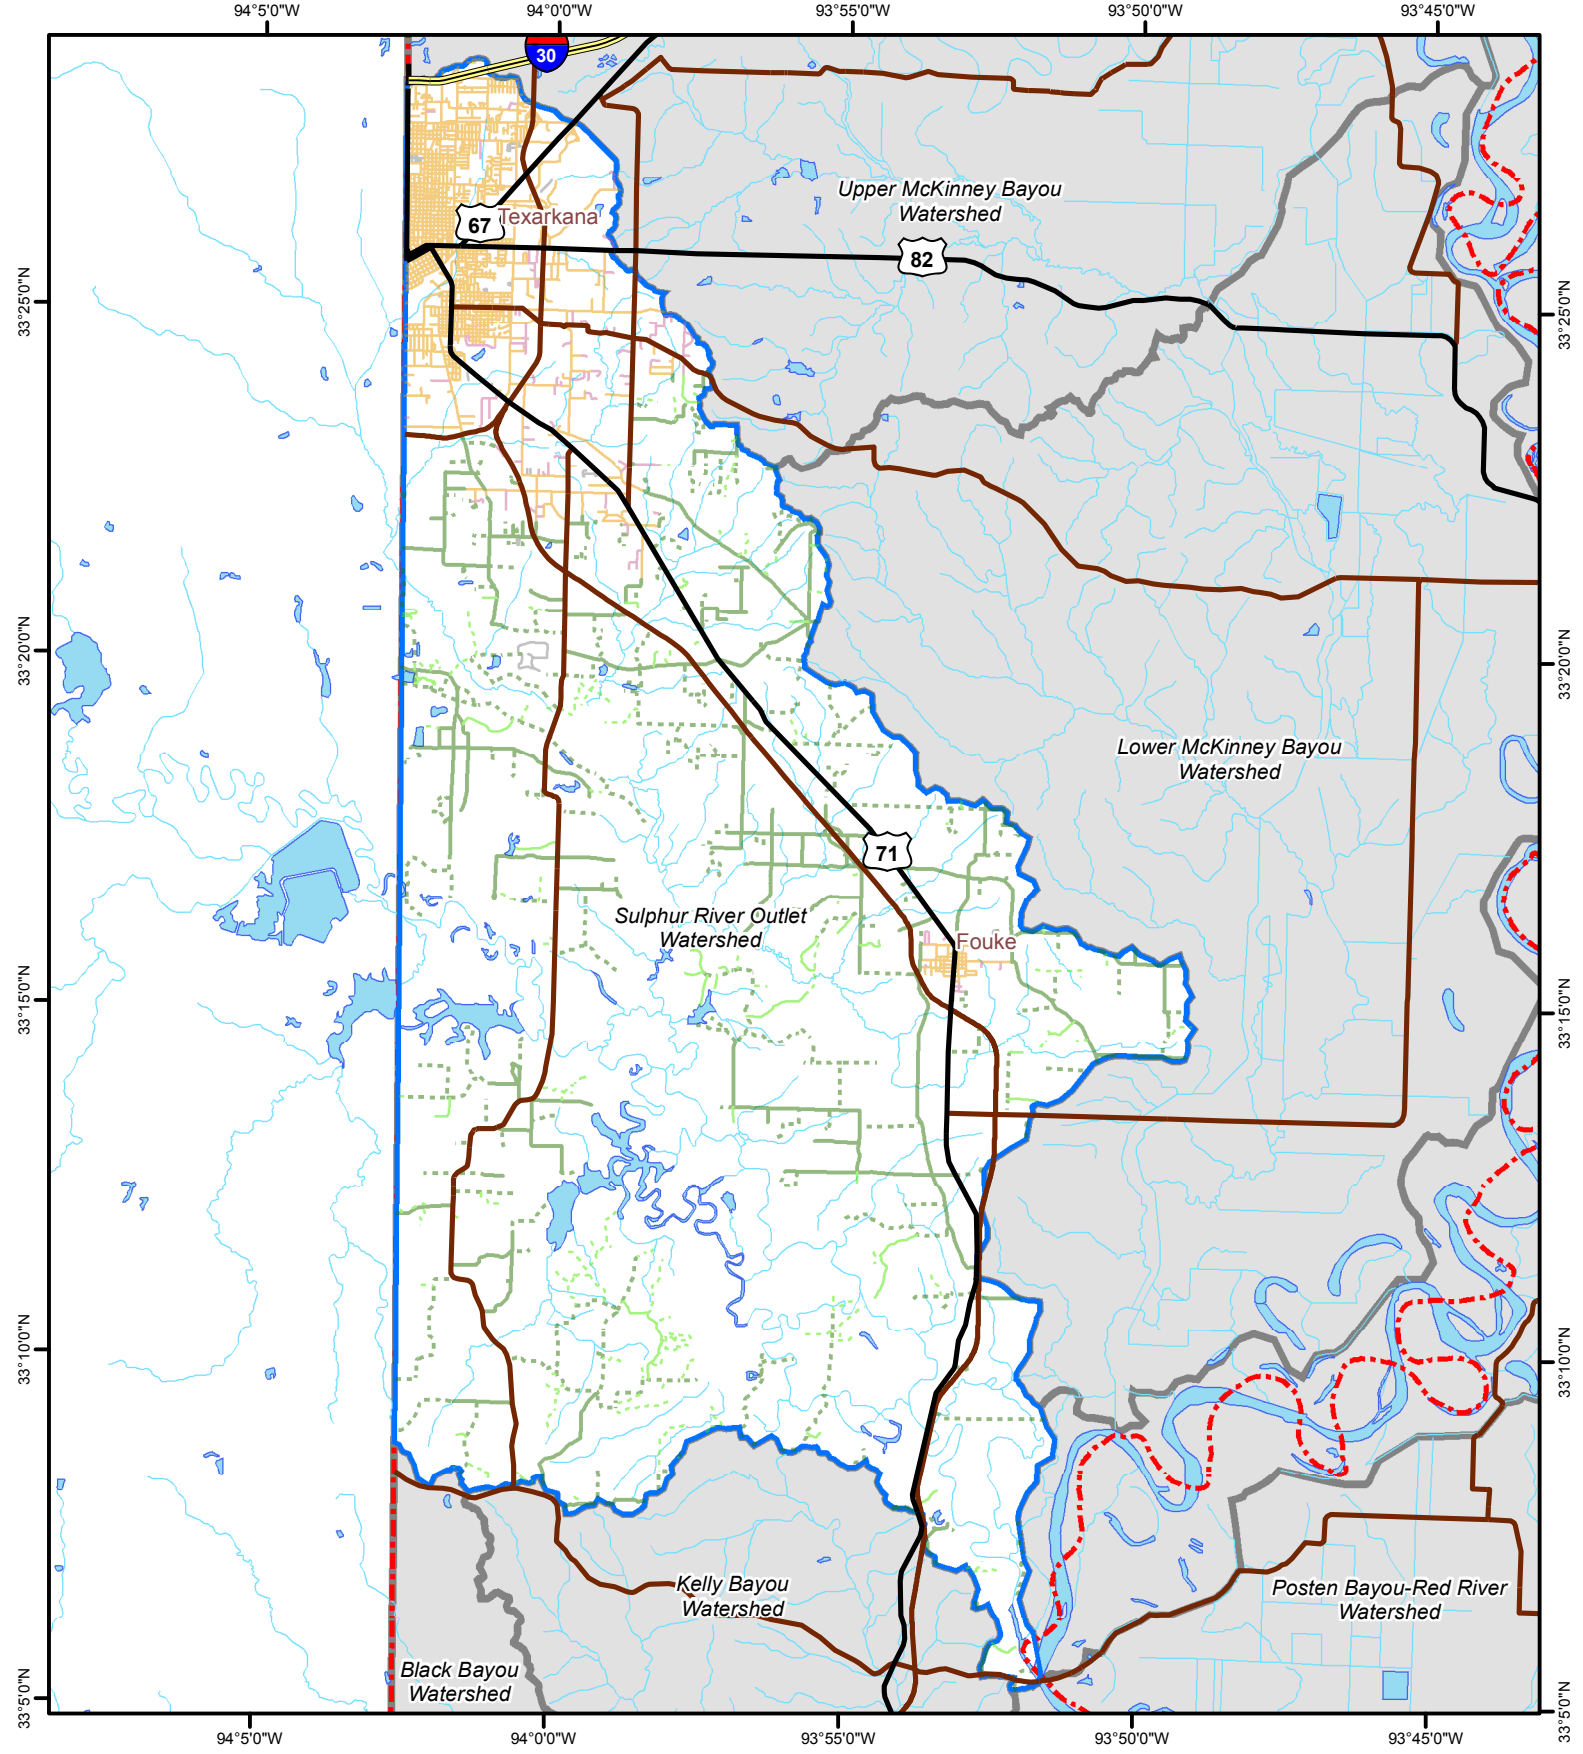 94°5'0"W
94°0'0"W
93°55'0"W
93°50'0"W
93°45'0"W
30
Upper McKinney Bayou
Watershed
67
Texarkana
82
33°25'0"N
33°25'0"N
33°20'0"N
33°20'0"N
Lower McKinney Bayou
Watershed
71
Sulphur River Outlet
Watershed
Fouke
33°15'0"N
33°15'0"N
33°10'0"N
33°10'0"N
Kelly Bayou
Watershed
Posten Bayou-Red River
Watershed
Black Bayou
Watershed
33°5'0"N
33°5'0"N
94°5'0"W
94°0'0"W
93°55'0"W
93°50'0"W
93°45'0"W